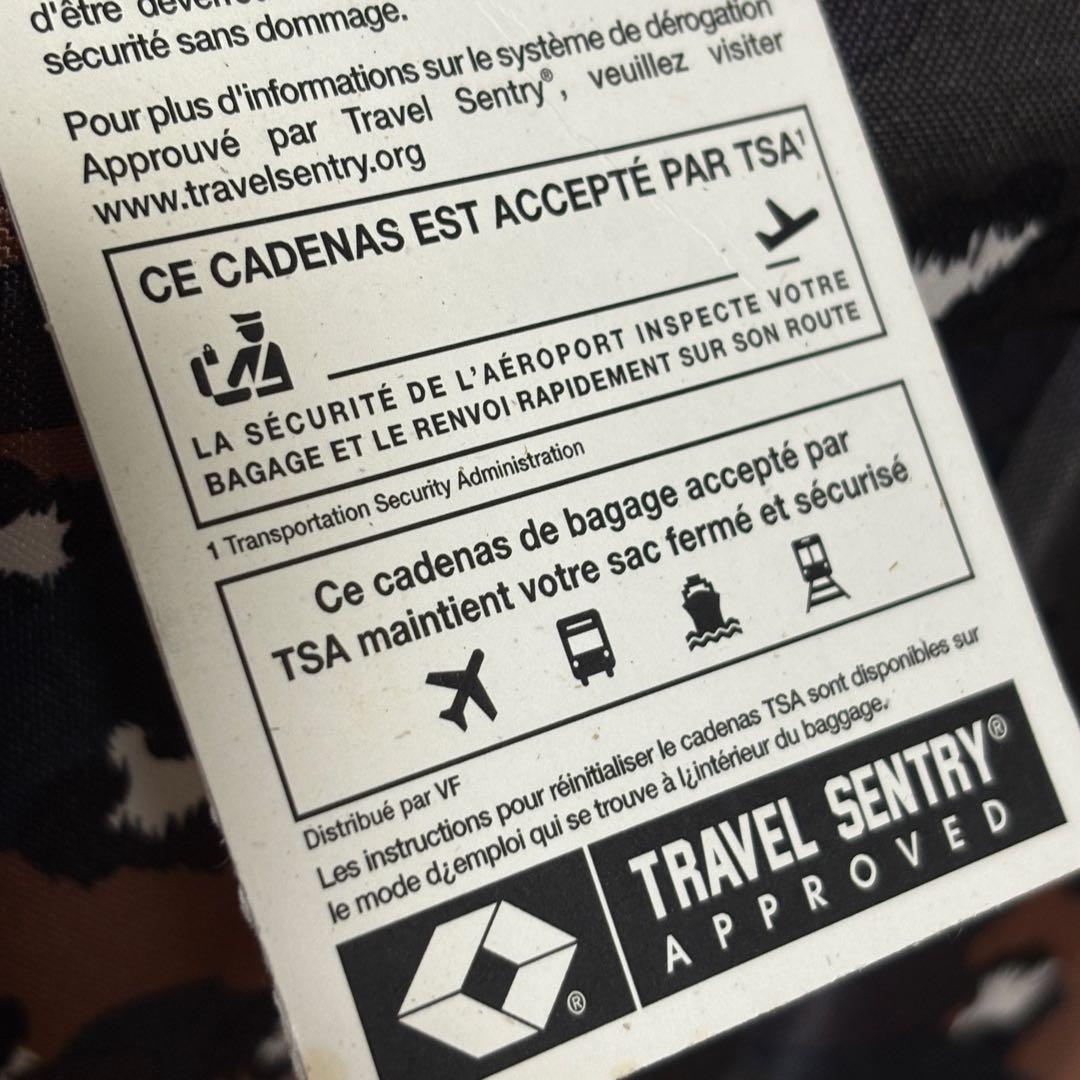 d'être
sécurité sans dommage.
Pour plus d'informations sur le système de dérogation
Approuvé par Travel Sentry®, veuillez visiter
www.travelsentry.org
CE CADENAS EST ACCEPTÉ PAR TSA¹
LA SÉCURITÉ DE L'AÉROPORT INSPECTE VOTRE
BAGAGE ET LE RENVOI RAPIDEMENT SUR SON ROUTE
1 Transportation Security Administration
Ce cadenas de bagage accepté par
TSA maintient votre sac fermé et sécurisé
Distribué par VF
Les instructions pour réinitialiser le cadenas TSA sont disponibles sur
le mode d¿emploi qui se trouve à l¿intérieur du baggage.
®
TRAVEL SENTRY®
APPROVED